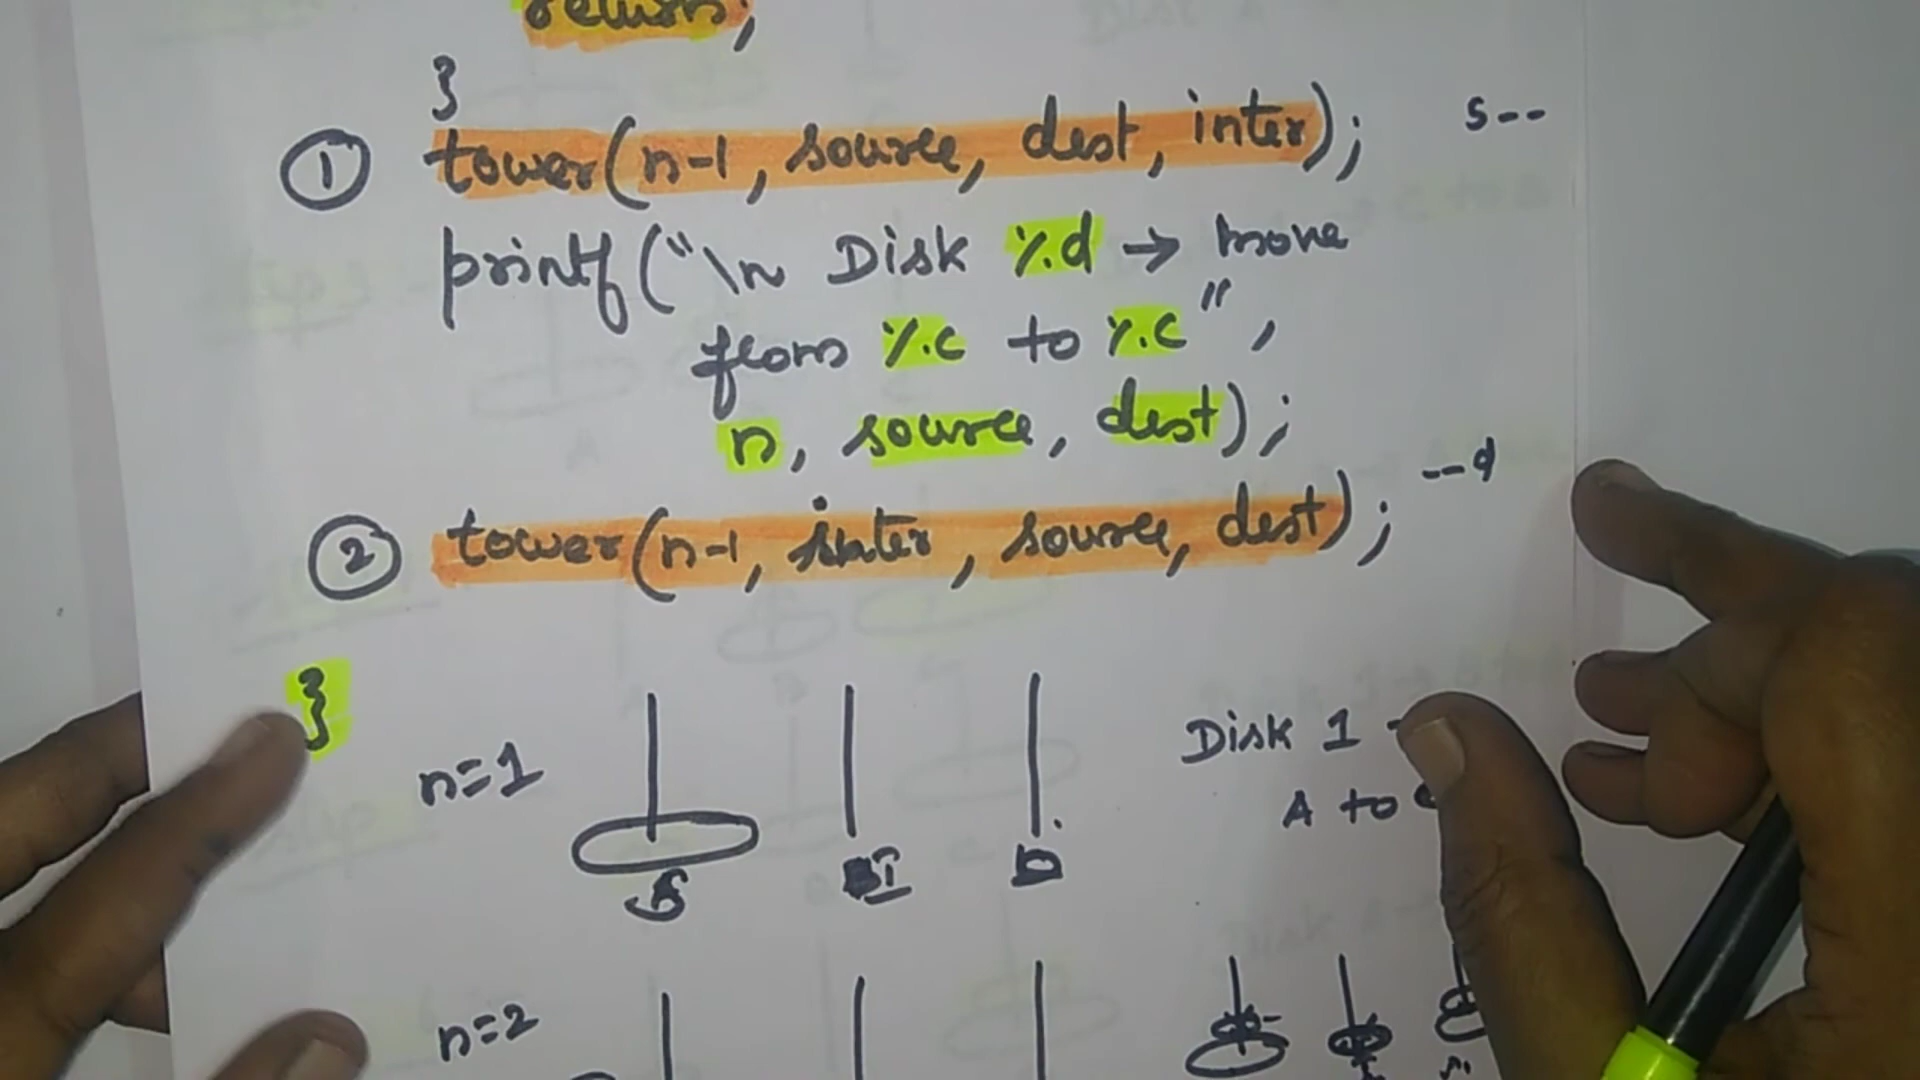 return;
}
① tower(n-1, source, dest, inter); S--
printf("\n Disk %d → move
from %c to %c",
n, source, dest);
② tower(n-1, inter, source, dest); --d
}
n=1
Disk 1
A to
S I D
n=2